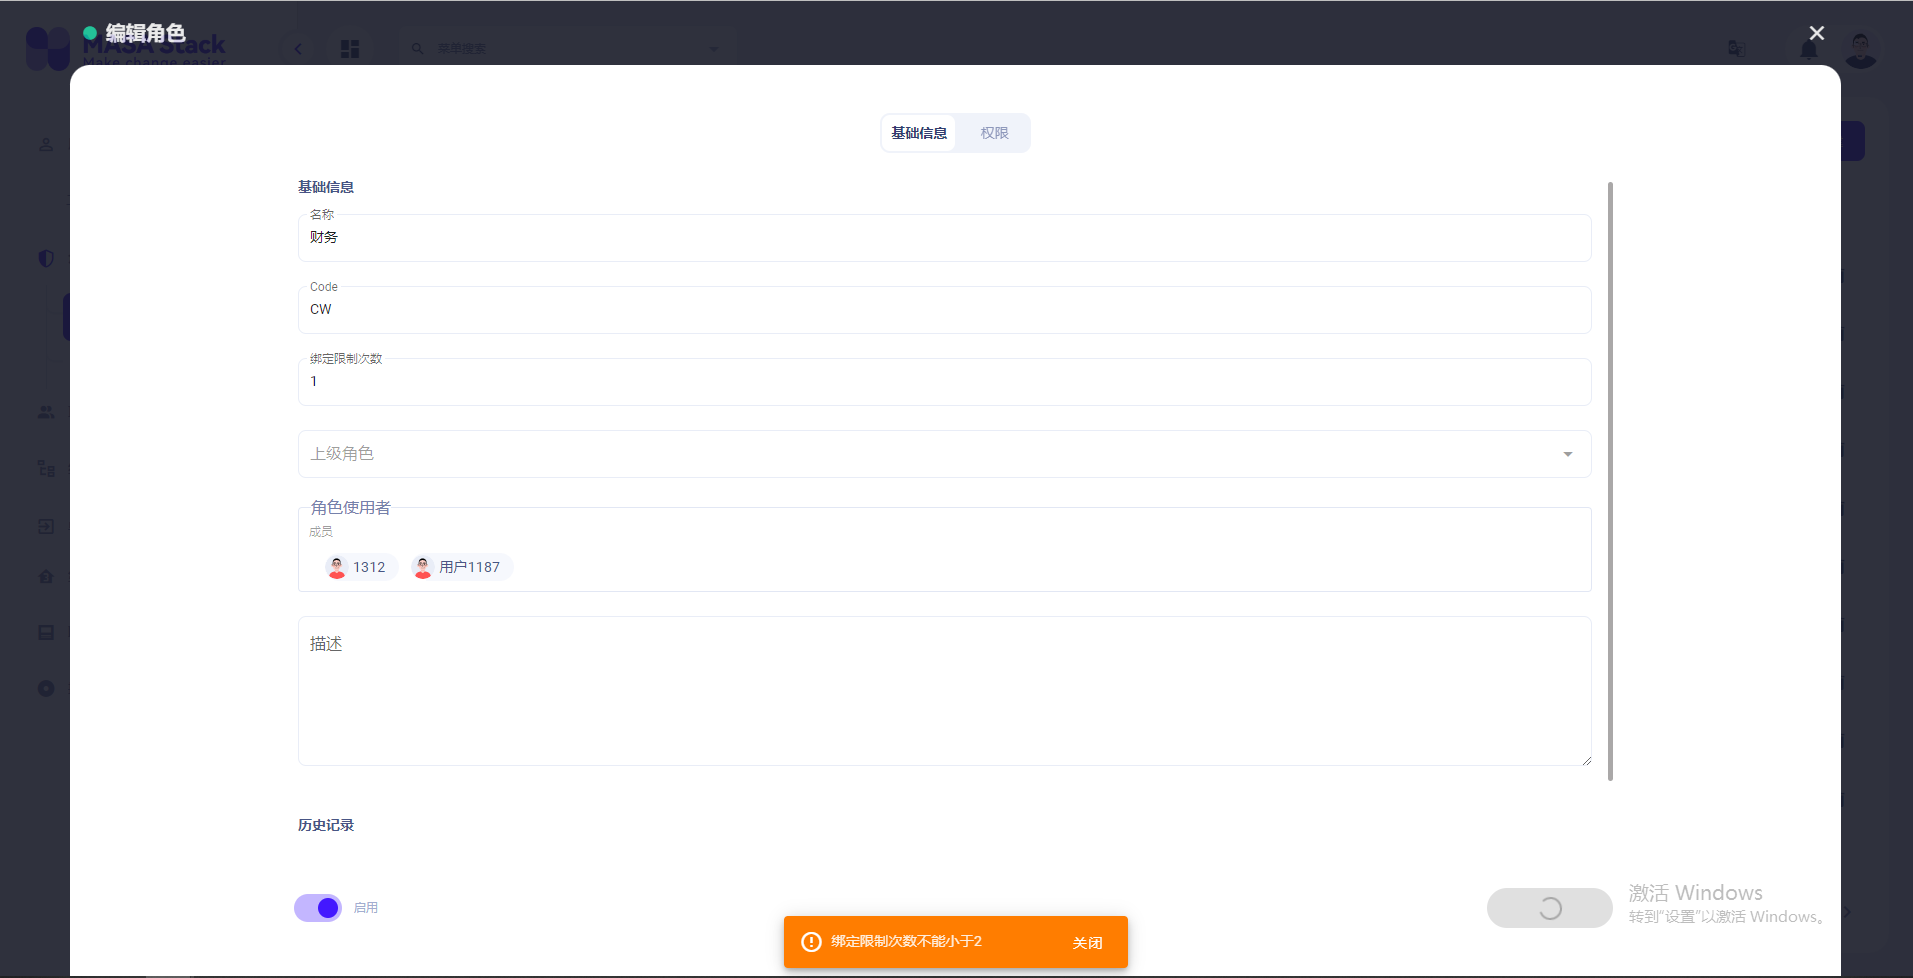 编辑角色
MASA Stack
Make change easier
菜单搜索
基础信息
权限
基础信息
名称
财务
Code
CW
绑定限制次数
1
上级角色
角色使用者
成员
1312
用户1187
描述
历史记录
启用
激活 Windows
转到“设置”以激活 Windows。
绑定限制次数不能小于2
关闭